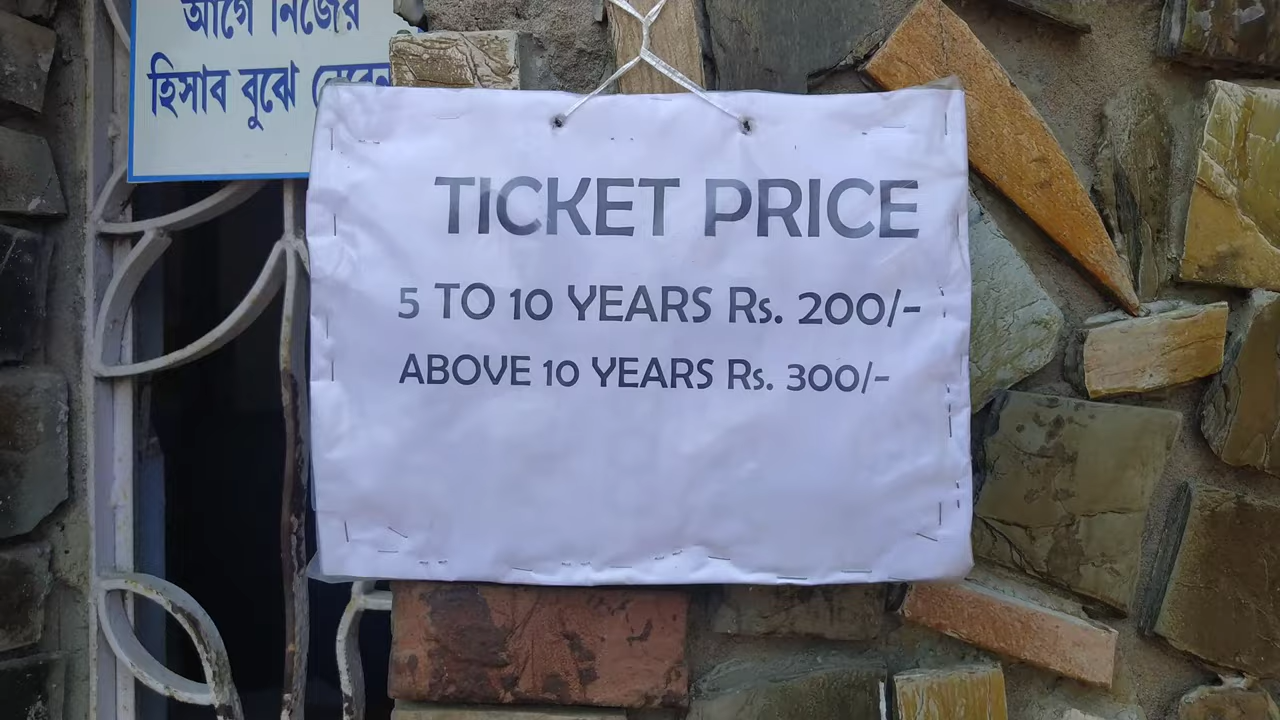 আগে নিজের
হিসাব বুঝে
TICKET PRICE
5 TO 10 YEARS Rs. 200/-
ABOVE 10 YEARS Rs. 300/-